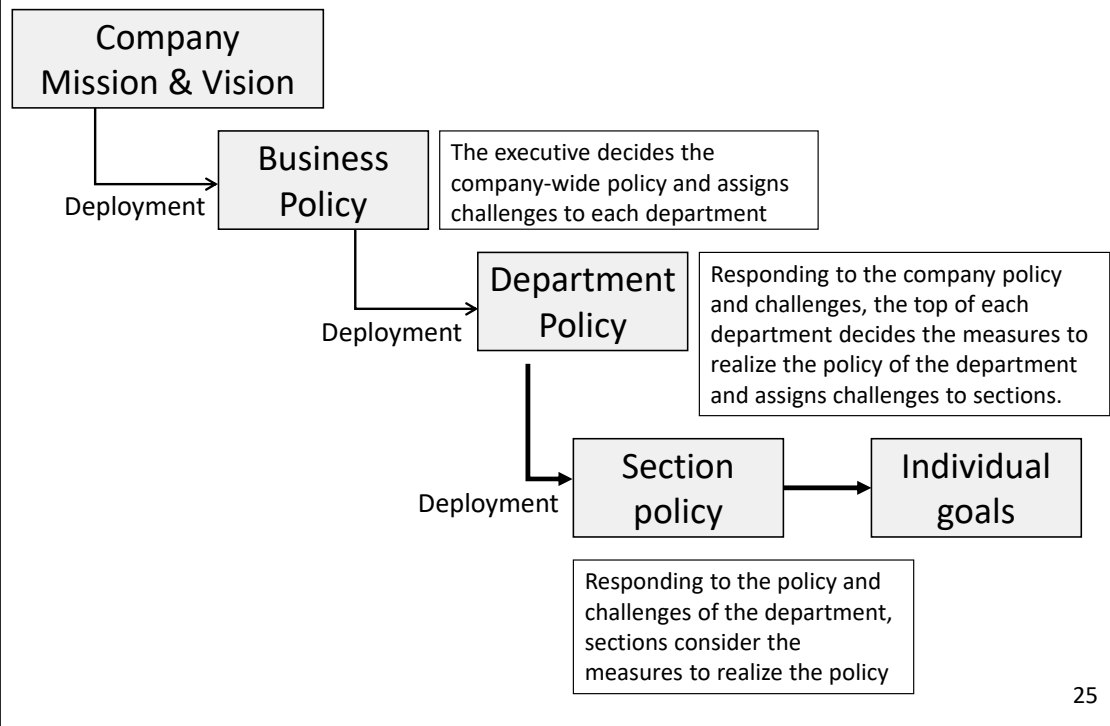 Company
Mission & Vision
Business
Policy
The executive decides the
company-wide policy and assigns
challenges to each department
Deployment
Department
Policy
Responding to the company policy
and challenges, the top of each
department decides the measures to
realize the policy of the department
and assigns challenges to sections.
Deployment
Section
policy
Individual
goals
Deployment
Responding to the policy and
challenges of the department,
sections consider the
measures to realize the policy
25